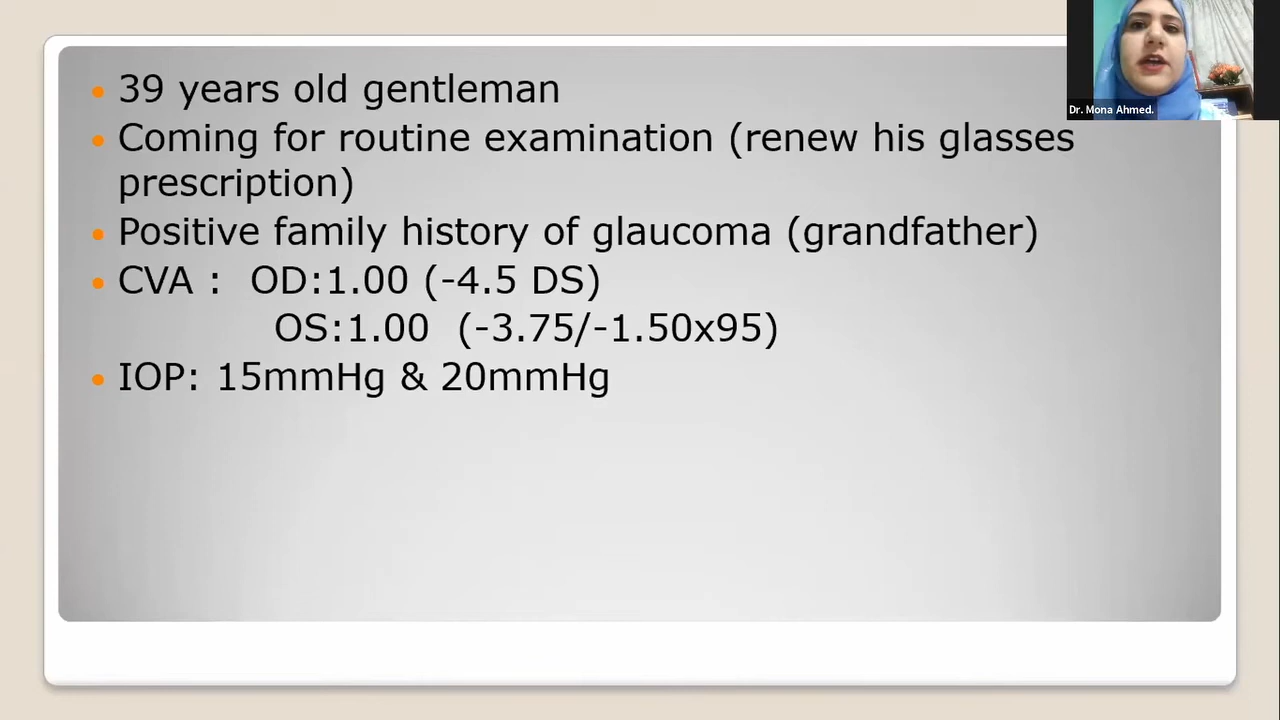 39 years old gentleman
Coming for routine examination (renew his glasses
prescription)
Positive family history of glaucoma (grandfather)
CVA : OD:1.00 (-4.5 DS)
OS:1.00 (-3.75/-1.50x95)
IOP: 15mmHg & 20mmHg
Dr. Mona Ahmed.